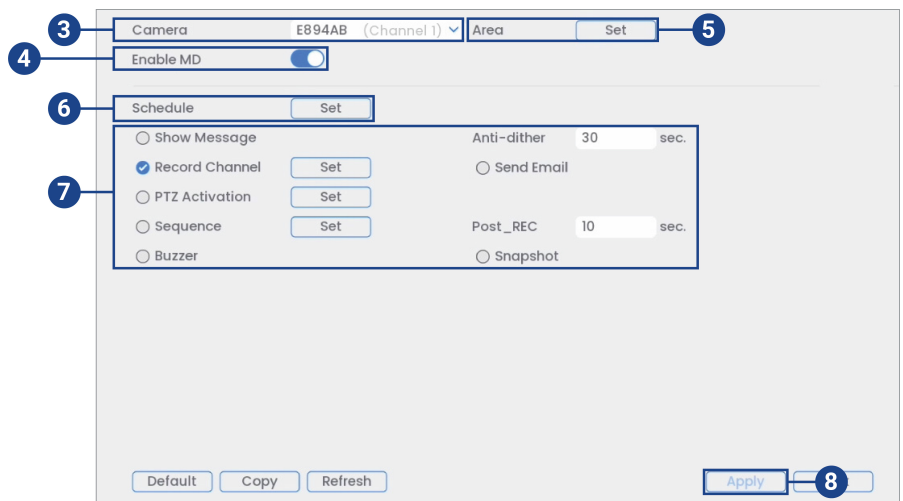 3 Camera E894AB (Channel 1) Area Set 5
4 Enable MD
6 Schedule Set
Show Message Anti-dither 30 sec.
Record Channel Set Send Email
7 PTZ Activation Set
Sequence Set Post_REC 10 sec.
Buzzer Snapshot
Default Copy Refresh Apply 8